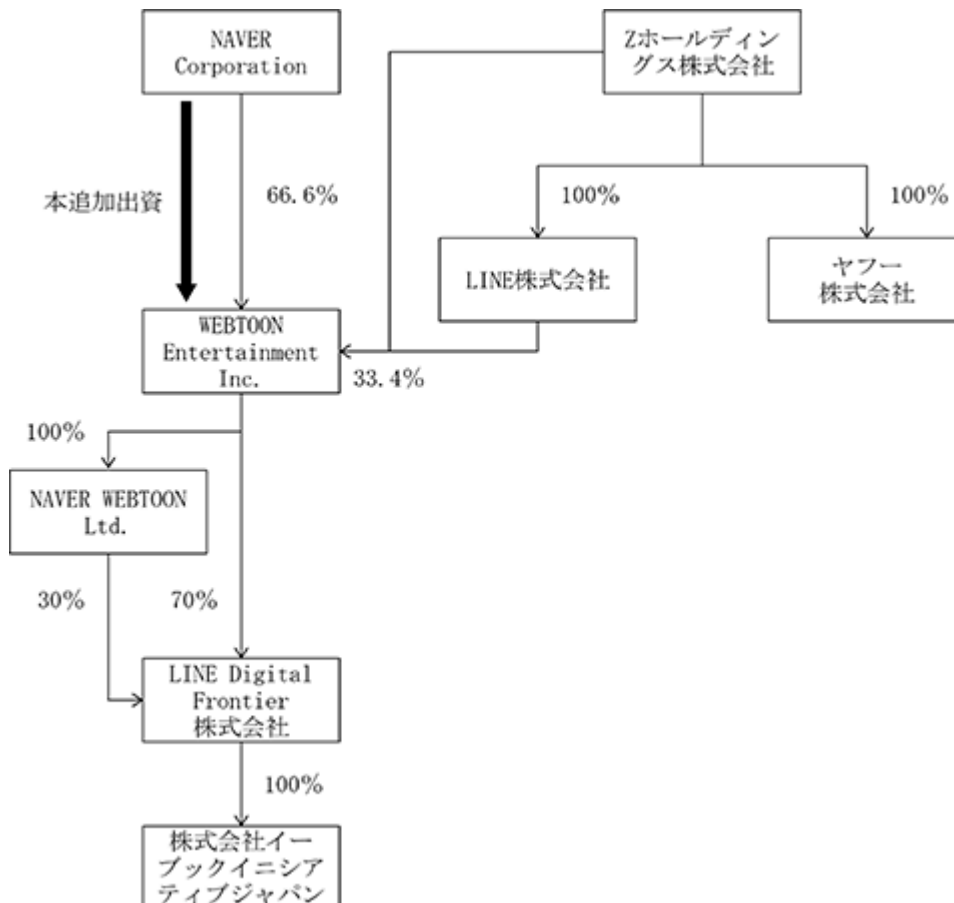 NAVER
Corporation
Zホールディン
グス株式会社
本追加出資
66.6%
100%
100%
LINE株式会社
ヤフー
株式会社
WEBTOON
Entertainment
Inc.
33.4%
100%
NAVER WEBTOON
Ltd.
30%
70%
LINE Digital
Frontier
株式会社
100%
株式会社イー
ブックイニシア
ティブジャパン